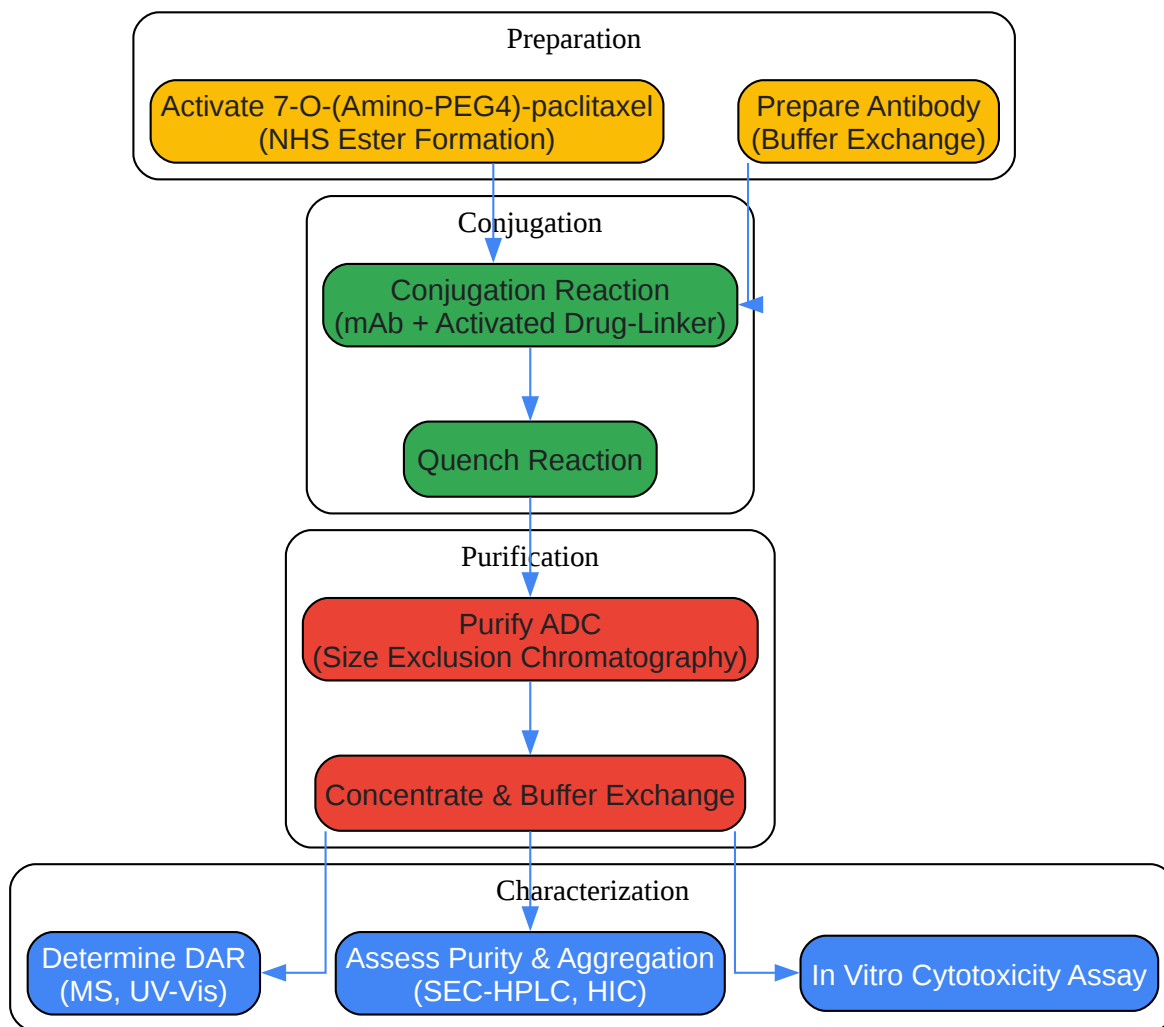 Preparation
Activate 7-O-(Amino-PEG4)-paclitaxel
(NHS Ester Formation)
Prepare Antibody
(Buffer Exchange)
Conjugation
Conjugation Reaction
(mAb + Activated Drug-Linker)
Quench Reaction
Purification
Purify ADC
(Size Exclusion Chromatography)
Concentrate & Buffer Exchange
Characterization
Determine DAR
(MS, UV-Vis)
Assess Purity & Aggregation
(SEC-HPLC, HIC)
In Vitro Cytotoxicity Assay